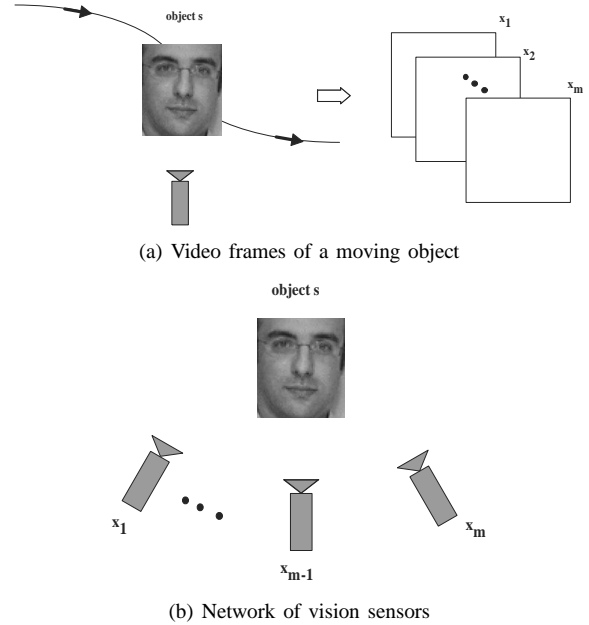 object s
x1
x2
xm
(a) Video frames of a moving object
object s
x1
xm
xm-1
(b) Network of vision sensors